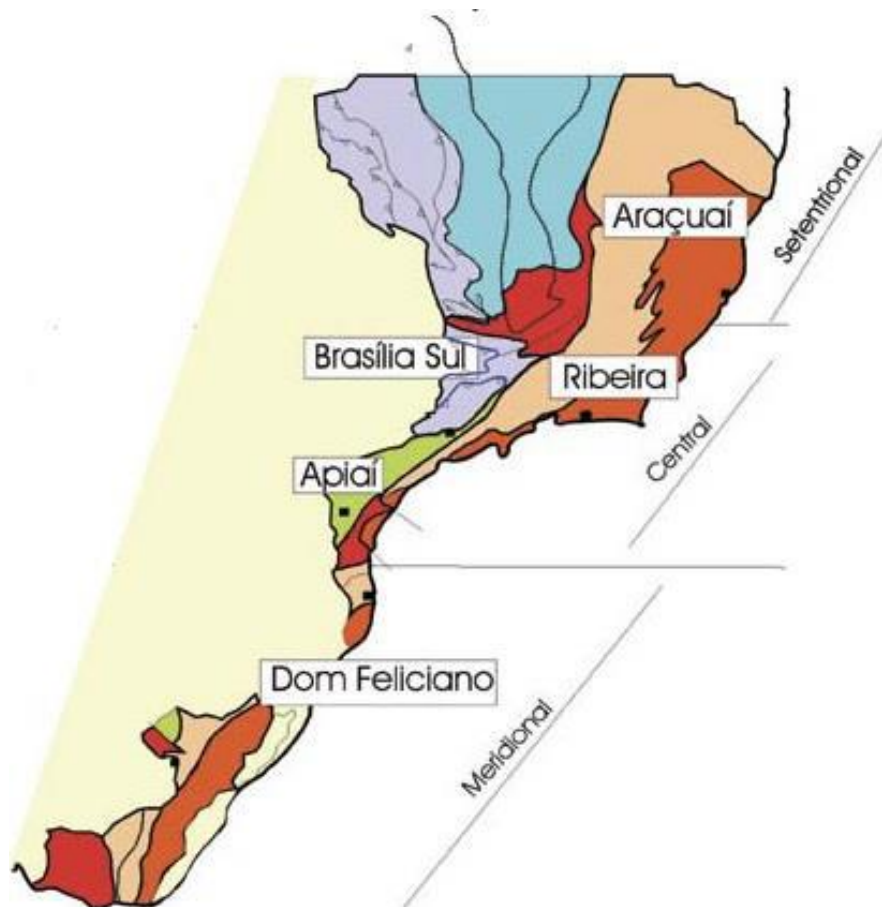 Araçuaí
Setentrional
Brasília Sul
Ribeira
Central
Apiaí
Dom Feliciano
Meridional